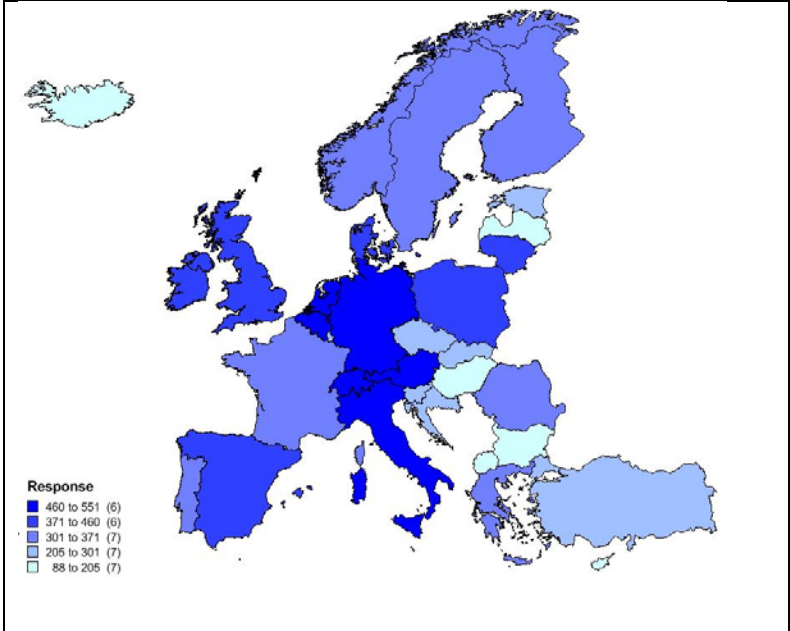 Response
460 to 551 (6)
371 to 460 (6)
301 to 371 (7)
205 to 301 (7)
88 to 205 (7)